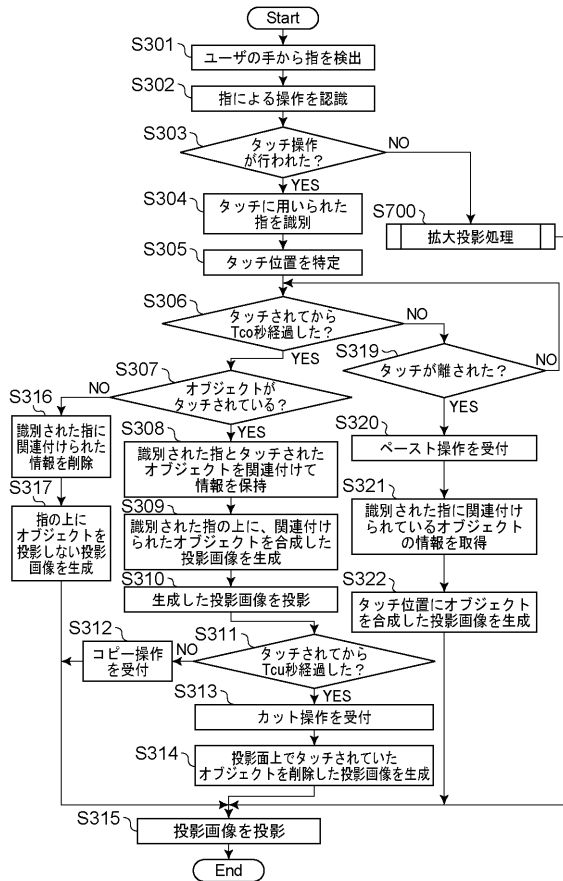 Start
S301
ユーザの手から指を検出
S302
指による操作を認識
S303
タッチ操作
が行われた？
NO
YES
S304
タッチに用いられた
指を識別
S700
拡大投影処理
S305
タッチ位置を特定
S306
タッチされてから
Tco秒経過した？
NO
YES
S319
タッチが離された？
NO
YES
S307
オブジェクトが
タッチされている？
NO
YES
S316
識別された指に
関連付けられた
情報を削除
S308
識別された指とタッチされた
オブジェクトを関連付けて
情報を保持
S320
ペースト操作を受付
S317
指の上に
オブジェクトを
投影しない投影
画像を生成
S309
識別された指の上に、関連付け
られたオブジェクトを合成した
投影画像を生成
S321
識別された指に関連付け
られているオブジェクト
の情報を取得
S310
生成した投影画像を投影
S322
タッチ位置にオブジェクト
を合成した投影画像を生成
S311
タッチされてから
Tcu秒経過した？
NO
YES
S312
コピー操作
を受付
S313
カット操作を受付
S314
投影面上でタッチされていた
オブジェクトを削除した投影画像を生成
S315
投影画像を投影
End